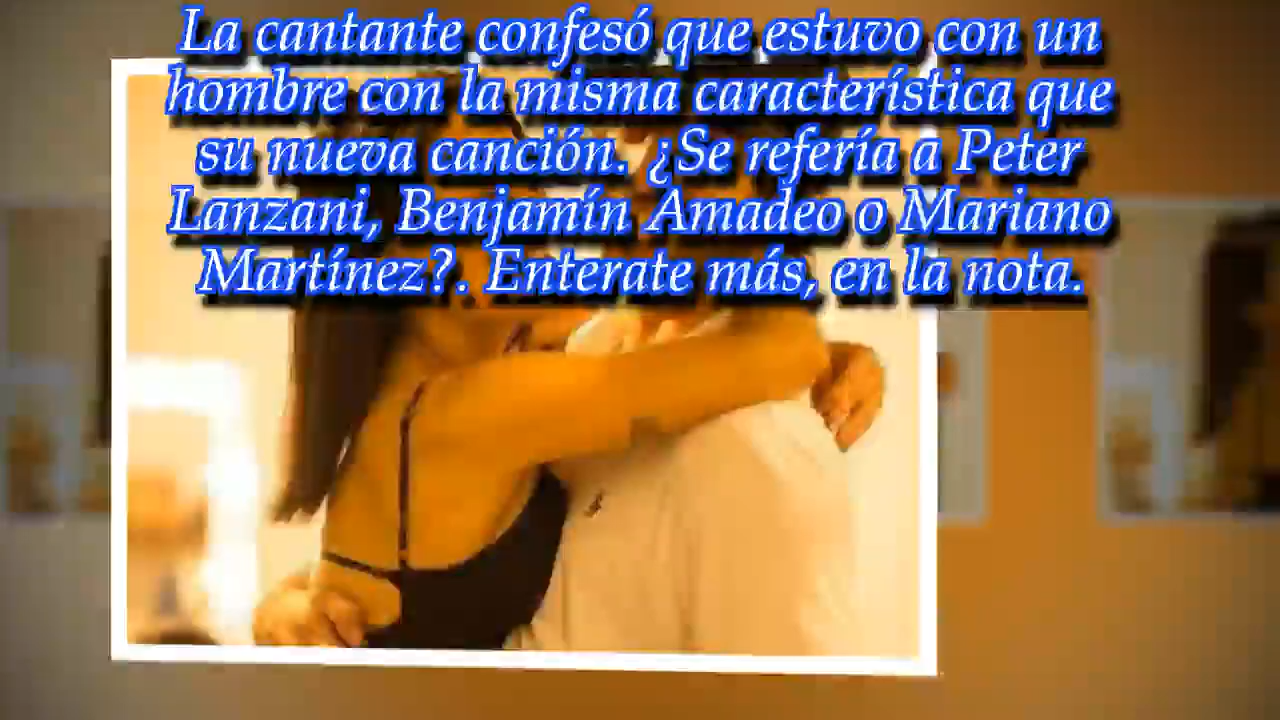 La cantante confesó que estuvo con un
hombre con la misma característica que
su nueva canción. ¿Se refería a Peter
Lanzani, Benjamín Amadeo o Mariano
Martínez?. Enterate más, en la nota.